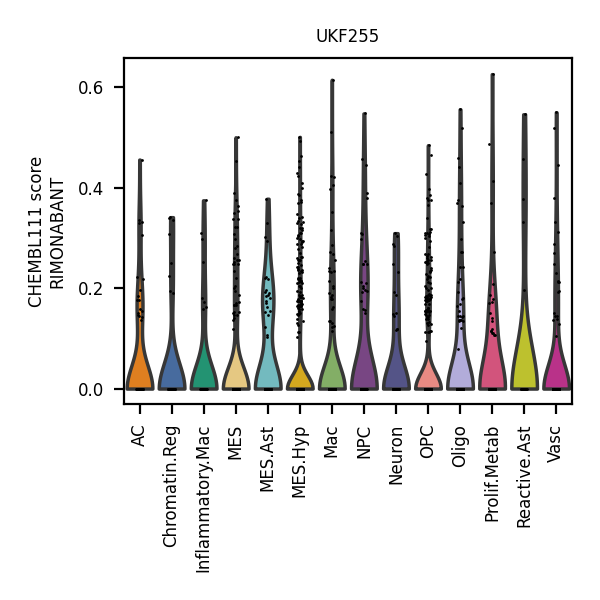 UKF255
CHEMBL111 score
RIMONABANT
0.6
0.4
0.2
0.0
AC
Chromatin.Reg
Inflammatory.Mac
MES
MES.Ast
MES.Hyp
Mac
NPC
Neuron
OPC
Oligo
Prolif.Metab
Reactive.Ast
Vasc